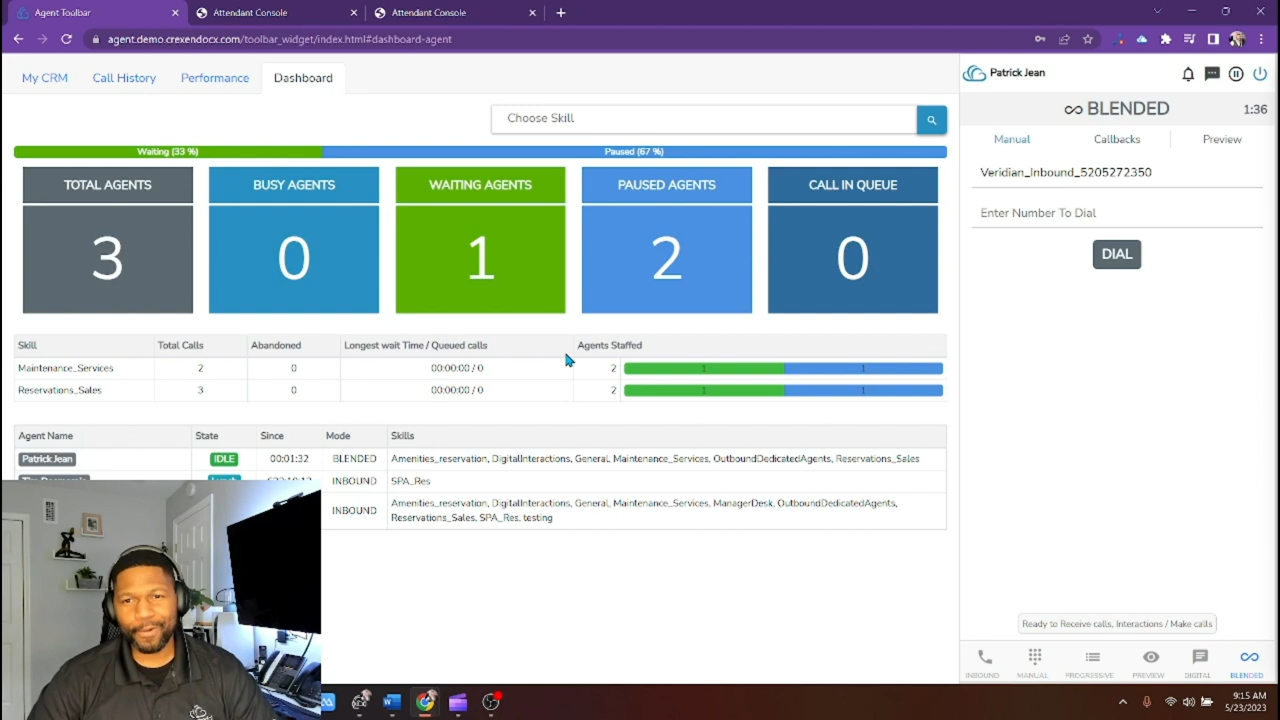 Agent Toolbar
Attendant Console
Attendant Console
agent.demo.crexendocx.com/toolbar_widget/index.html#dashboard-agent
My CRM Call History Performance Dashboard
Choose Skill
Waiting (33 %) Paused (67 %)
TOTAL AGENTS BUSY AGENTS WAITING AGENTS PAUSED AGENTS CALL IN QUEUE
3 0 1 2 0
Skill Total Calls Abandoned Longest wait Time / Queued calls Agents Staffed
Maintenance_Services 2 0 00:00:00 / 0 2 1 1
Reservations_Sales 3 0 00:00:00 / 0 2 1 1
Agent Name State Since Mode Skills
Patrick Jean IDLE 00:01:32 BLENDED Amenities_reservation, DigitalInteractions, General, Maintenance_Services, OutboundDedicatedAgents, Reservations_Sales
INBOUND SPA_Res
INBOUND Amenities_reservation, DigitalInteractions, General, Maintenance_Services, ManagerDesk, OutboundDedicatedAgents,
Reservations_Sales, SPA_Res, testing
Patrick Jean
BLENDED 1:36
Manual Callbacks Preview
Veridian_Inbound_5205272350
Enter Number To Dial
DIAL
Ready to Receive calls, Interactions / Make calls
INBOUND MANUAL PROGRESSIVE PREVIEW DIGITAL BLENDED
9:15 AM
5/23/2023